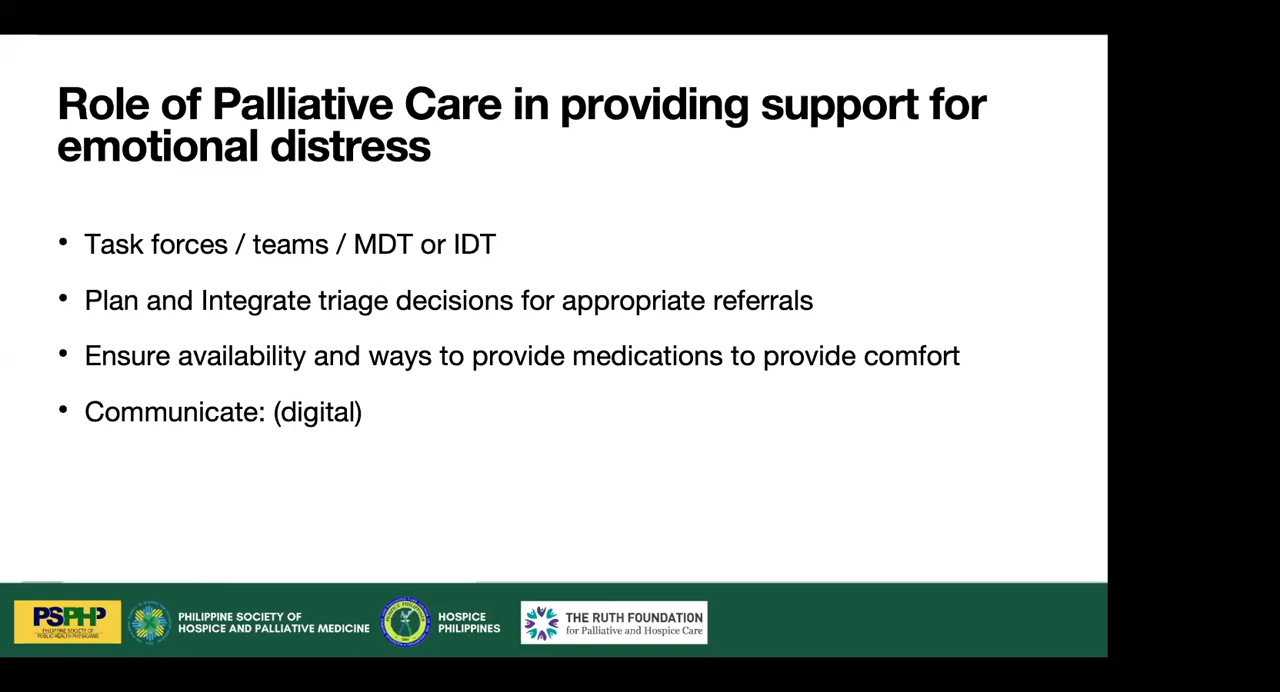 Role of Palliative Care in providing support for
emotional distress
• Task forces / teams / MDT or IDT
• Plan and Integrate triage decisions for appropriate referrals
• Ensure availability and ways to provide medications to provide comfort
• Communicate: (digital)
PSPHP
PHILIPPINE SOCIETY OF
PUBLIC HEALTH PHYSICIANS
PHILIPPINE SOCIETY OF
HOSPICE AND PALLIATIVE MEDICINE
HOSPICE PHILIPPINES
HOSPICE
PHILIPPINES
THE RUTH FOUNDATION
for Palliative and Hospice Care